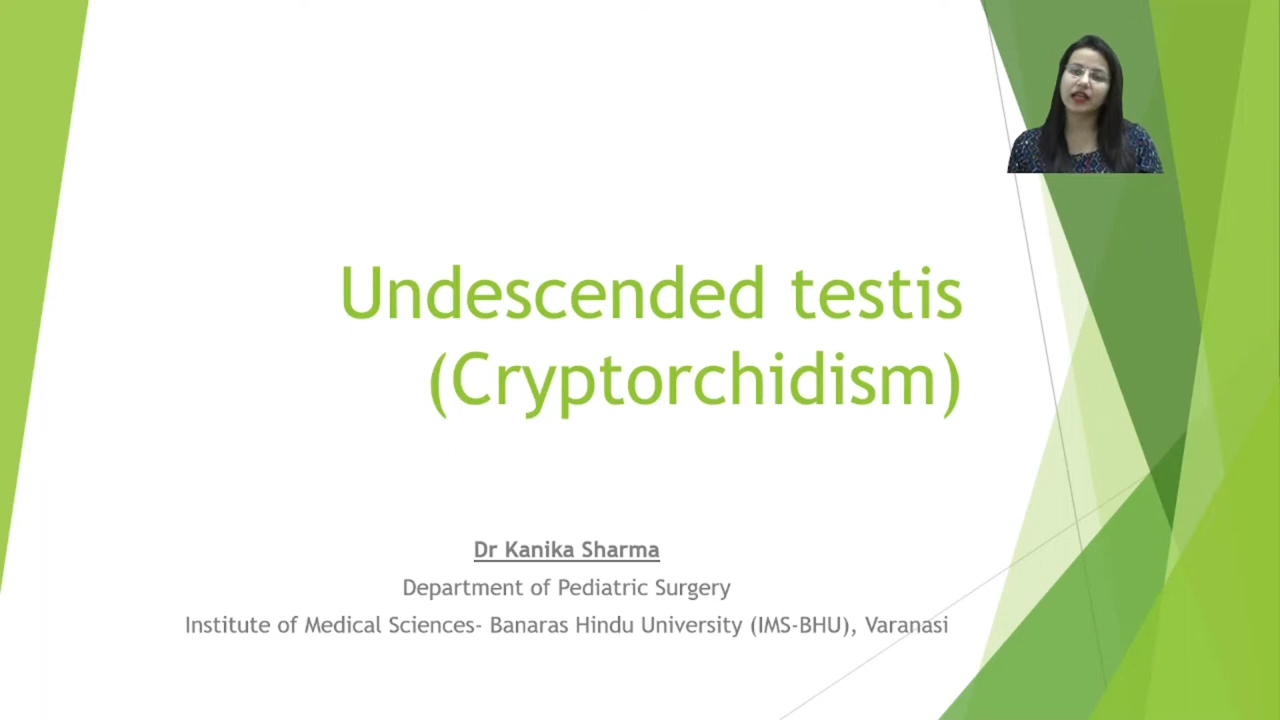 Undescended testis
(Cryptorchidism)
Dr Kanika Sharma
Department of Pediatric Surgery
Institute of Medical Sciences- Banaras Hindu University (IMS-BHU), Varanasi